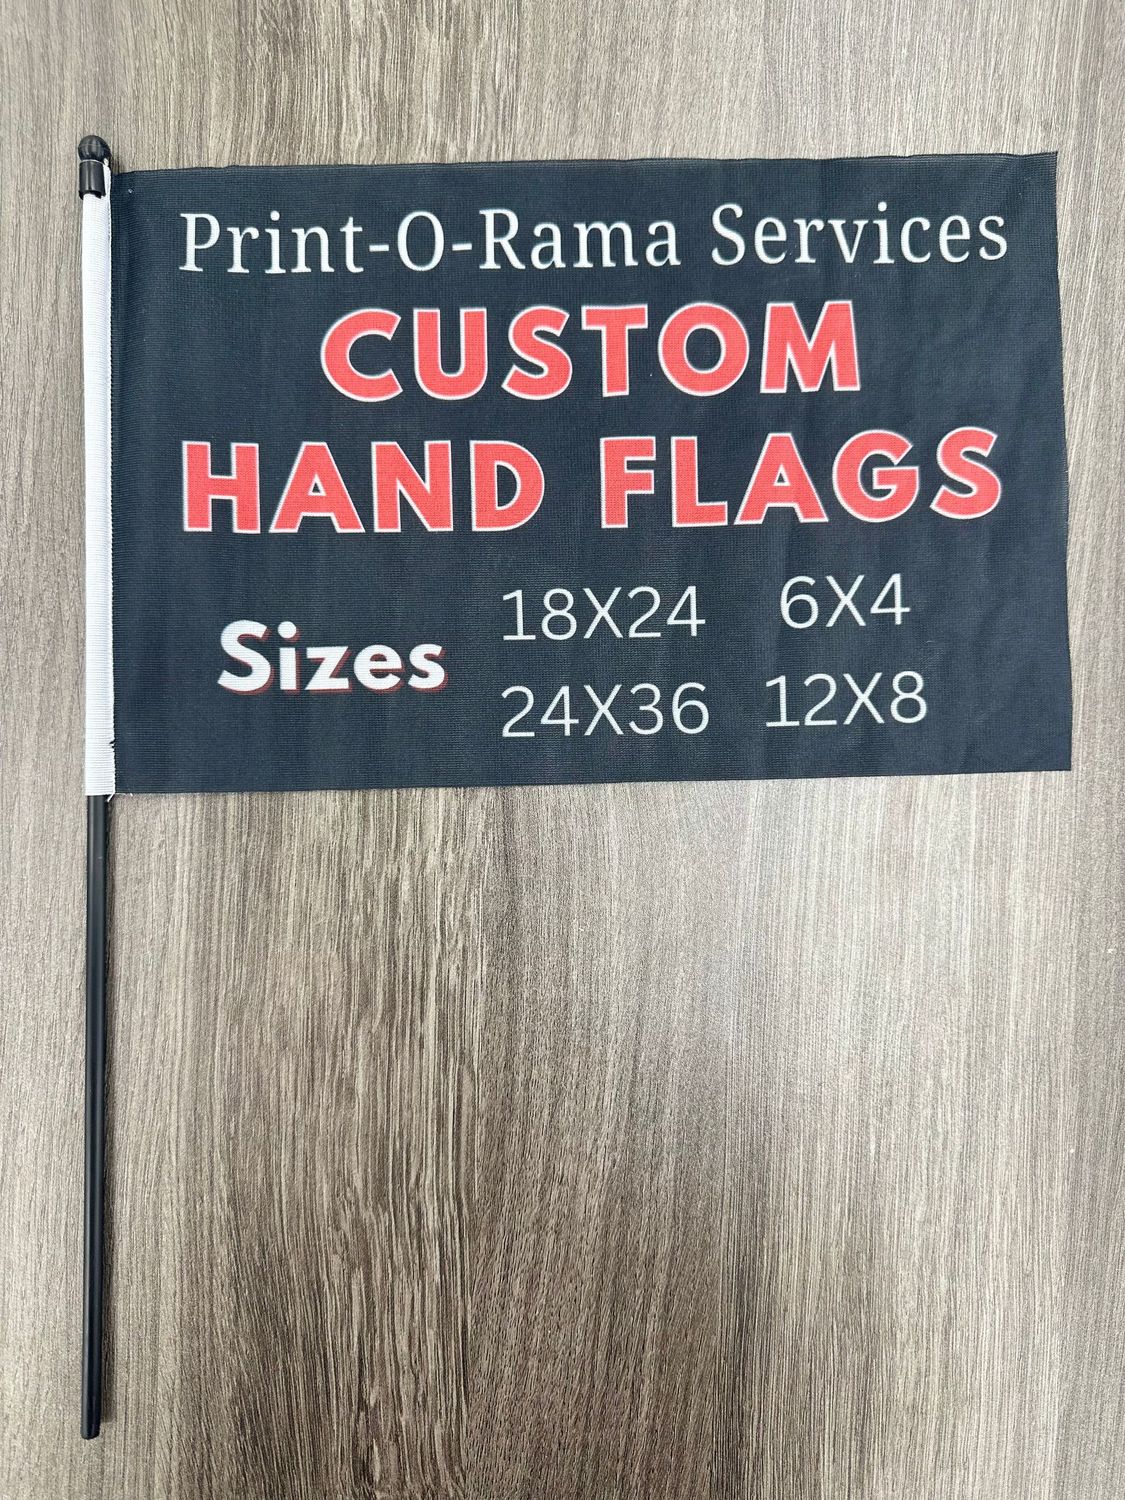 Print-O-Rama Services
CUSTOM
HAND FLAGS
Sizes
18X24 6X4
24X36 12X8